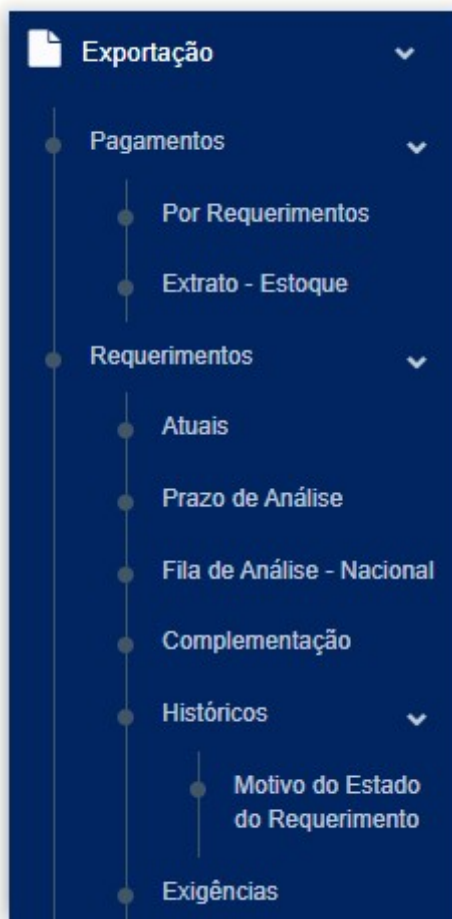 Exportação
Pagamentos
Por Requerimentos
Extrato - Estoque
Requerimentos
Atuais
Prazo de Análise
Fila de Análise - Nacional
Complementação
Históricos
Motivo do Estado
do Requerimento
Exigências